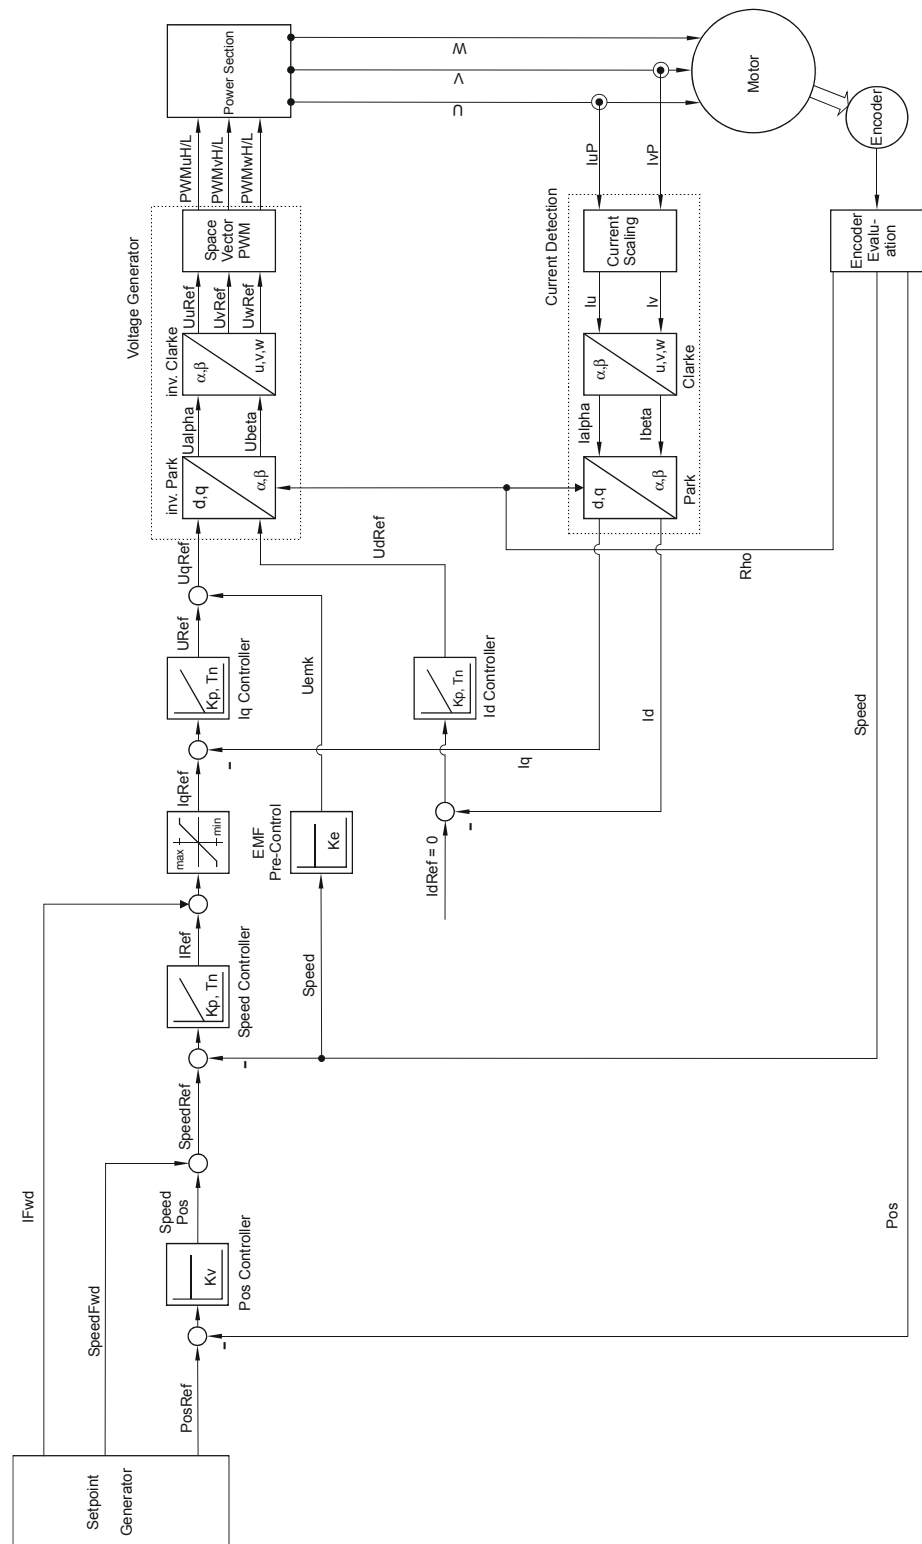 Setpoint
Generator
IFwd
SpeedFwd
PosRef
-
Kv
Pos Controller
Speed
Pos
SpeedRef
-
Kp, Tn
Speed Controller
IRef
max
min
IqRef
-
Kp, Tn
Iq Controller
URef
UqRef
Speed
EMF
Pre-Control
Ke
Uemk
IdRef = 0
-
Kp, Tn
Id Controller
UdRef
Voltage Generator
inv. Park
d,q
α,β
Ualpha
Ubeta
inv. Clarke
α,β
u,v,w
UuRef
UvRef
UwRef
Space
Vector
PWM
PWMuH/L
PWMvH/L
PWMwH/L
Power Section
W
V
U
Motor
Encoder
IuP
IvP
Current Detection
Current
Scaling
Iu
Iv
α,β
u,v,w
Clarke
Ialpha
Ibeta
d,q
α,β
Park
Iq
Id
Encoder
Evalu-
ation
Rho
Speed
Pos